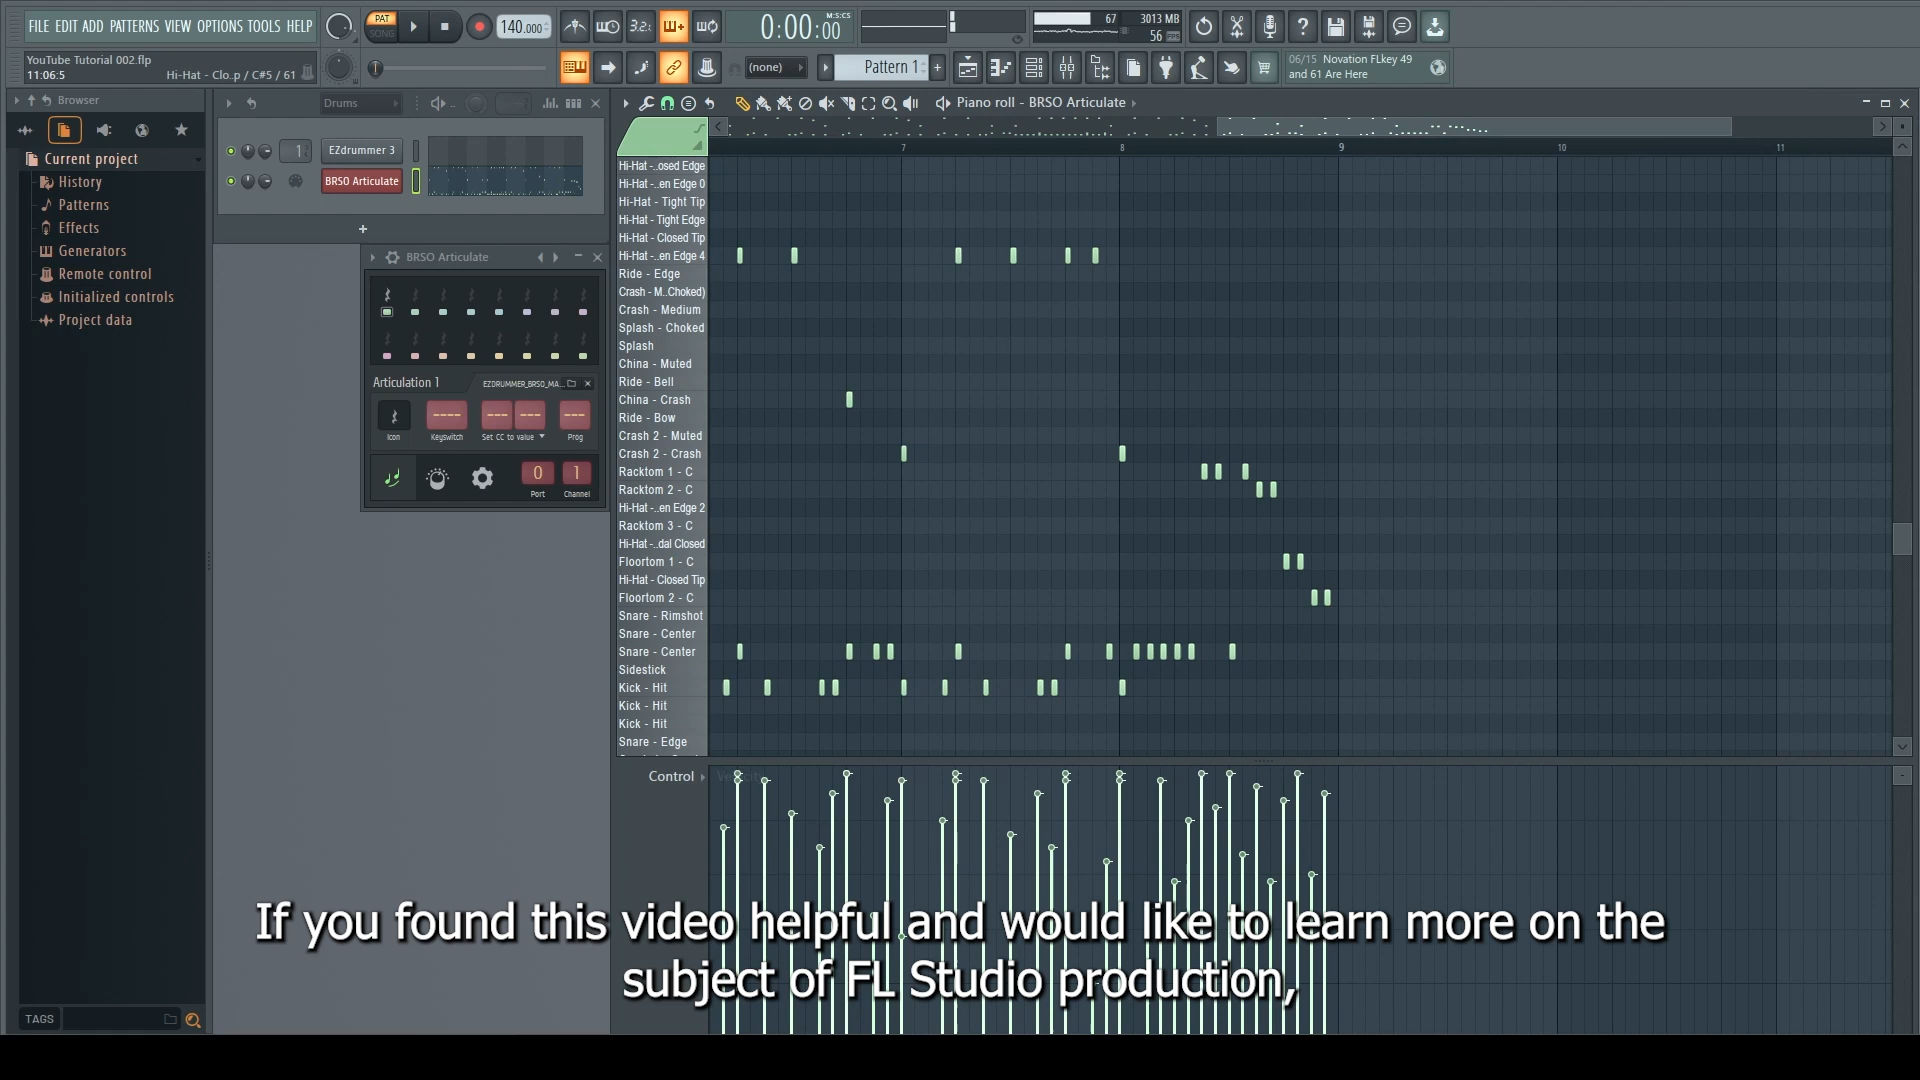 FILE EDIT ADD PATTERNS VIEW OPTIONS TOOLS HELP
PAT
SONG
140.000
3.2
0:00:00
M:S:CS
67
3013 MB
56
YouTube Tutorial 002.flp
11:06:5
Hi-Hat - Clo.p / C#5 / 61
(none)
Pattern 1
06/15 Novation FLkey 49
and 61 Are Here
Browser
Drums
Piano roll - BRSO Articulate
Current project
History
Patterns
Effects
Generators
Remote control
Initialized controls
Project data
TAGS
1
EZdrummer 3
BRSO Articulate
+
BRSO Articulate
Articulation 1
EZDRUMMER_BRSO_MA...
Icon
Keyswitch
Set CC to value
Prog
0
1
Port
Channel
7
8
9
10
11
Hi-Hat -..osed Edge
Hi-Hat -..en Edge 0
Hi-Hat - Tight Tip
Hi-Hat - Tight Edge
Hi-Hat - Closed Tip
Hi-Hat -..en Edge 4
Ride - Edge
Crash - M..Choked)
Crash - Medium
Splash - Choked
Splash
China - Muted
Ride - Bell
China - Crash
Ride - Bow
Crash 2 - Muted
Crash 2 - Crash
Racktom 1 - C
Racktom 2 - C
Hi-Hat -..en Edge 2
Racktom 3 - C
Hi-Hat -..dal Closed
Floortom 1 - C
Hi-Hat - Closed Tip
Floortom 2 - C
Snare - Rimshot
Snare - Center
Snare - Center
Sidestick
Kick - Hit
Kick - Hit
Kick - Hit
Snare - Edge
Control
Velocity
If you found this video helpful and would like to learn more on the
subject of FL Studio production,